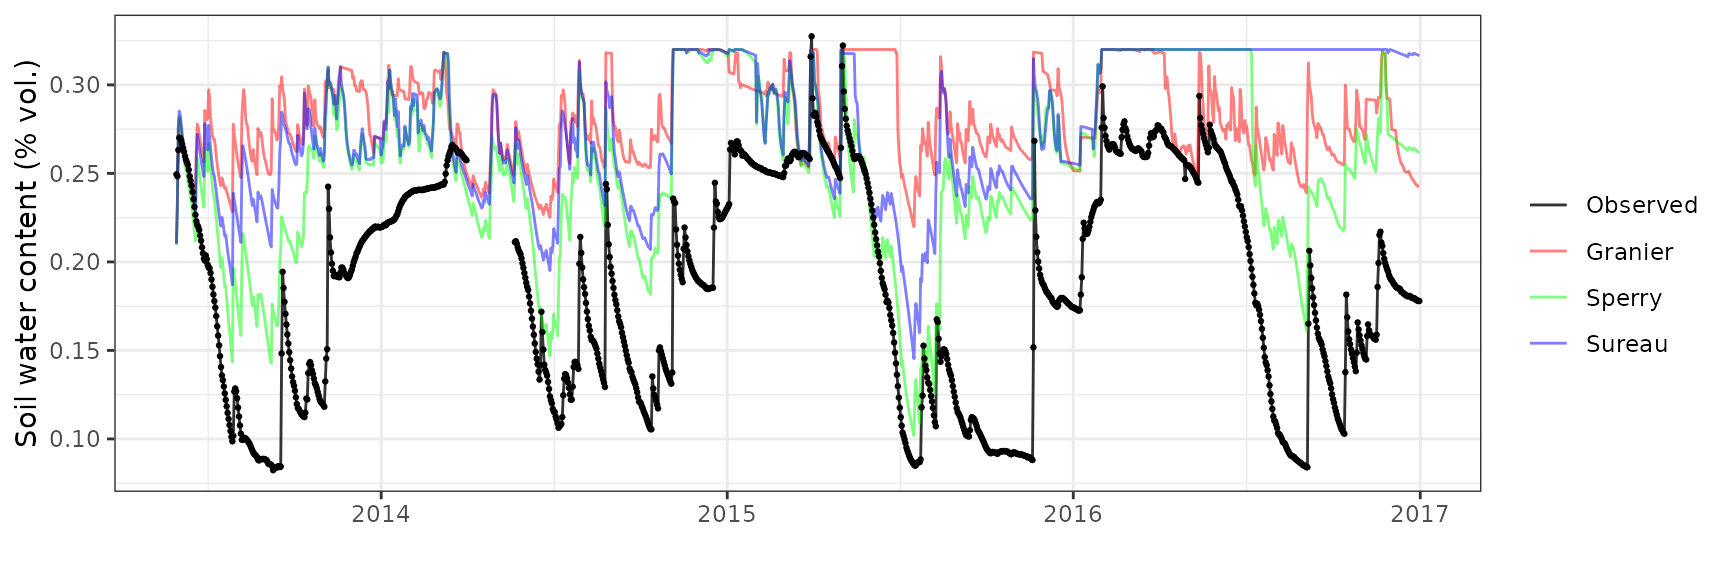 Soil water content (% vol.)
0.30
0.25
0.20
0.15
0.10
2014
2015
2016
2017
Observed
Granier
Sperry
Sureau